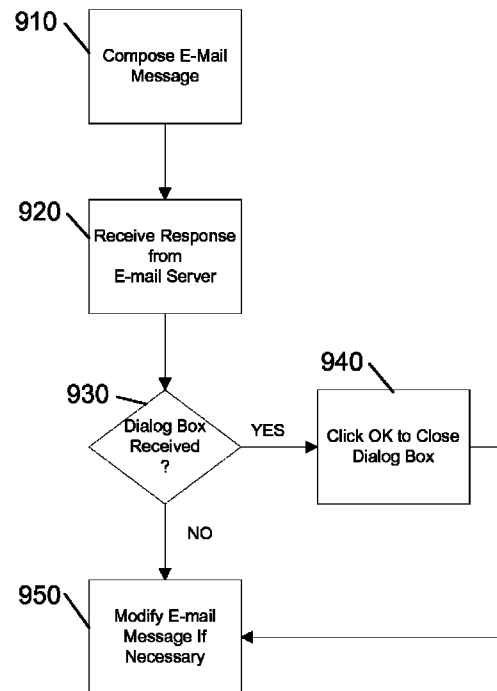 910
Compose E-Mail
Message
920
Receive Response
from
E-mail Server
930
Dialog Box
Received
?
YES
940
Click OK to Close
Dialog Box
NO
950
Modify E-mail
Message If
Necessary